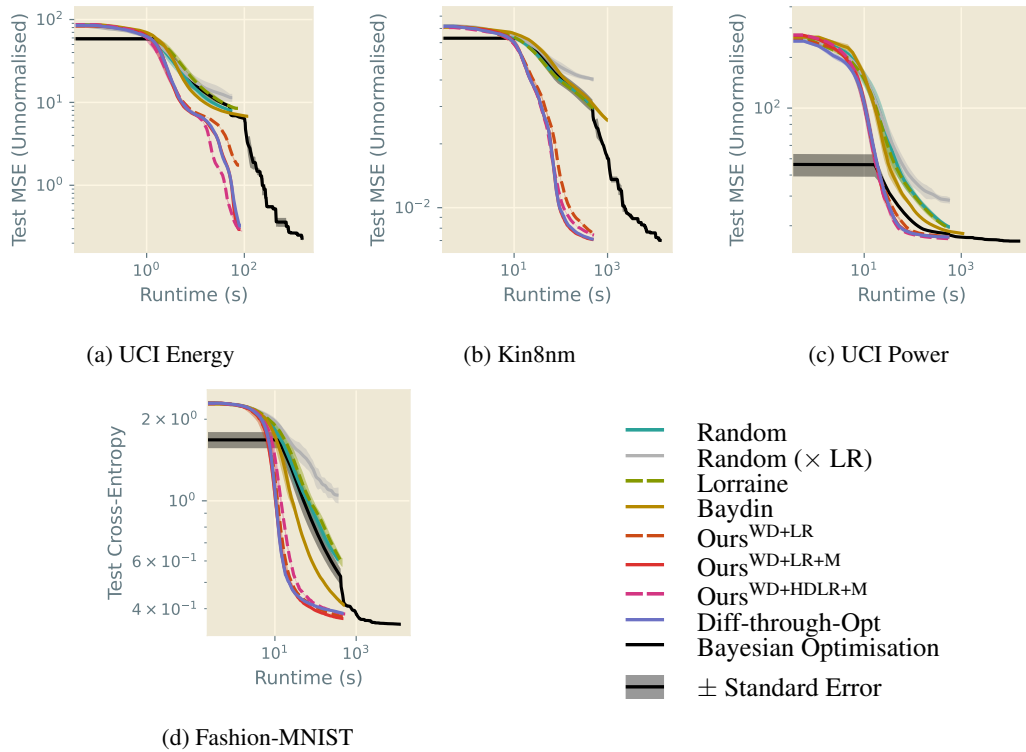 Test MSE (Unnormalised)
10²
10¹
10⁰
10⁰
10²
Runtime (s)
(a) UCI Energy
Test MSE (Unnormalised)
10⁻²
10¹
10³
Runtime (s)
(b) Kin8nm
Test MSE (Unnormalised)
10²
10¹
10³
Runtime (s)
(c) UCI Power
Test Cross-Entropy
2 × 10⁰
10⁰
6 × 10⁻¹
4 × 10⁻¹
10¹
10³
Runtime (s)
(d) Fashion-MNIST
Random
Random (× LR)
Lorraine
Baydin
Ours^WD+LR
Ours^WD+LR+M
Ours^WD+HDLR+M
Diff-through-Opt
Bayesian Optimisation
± Standard Error